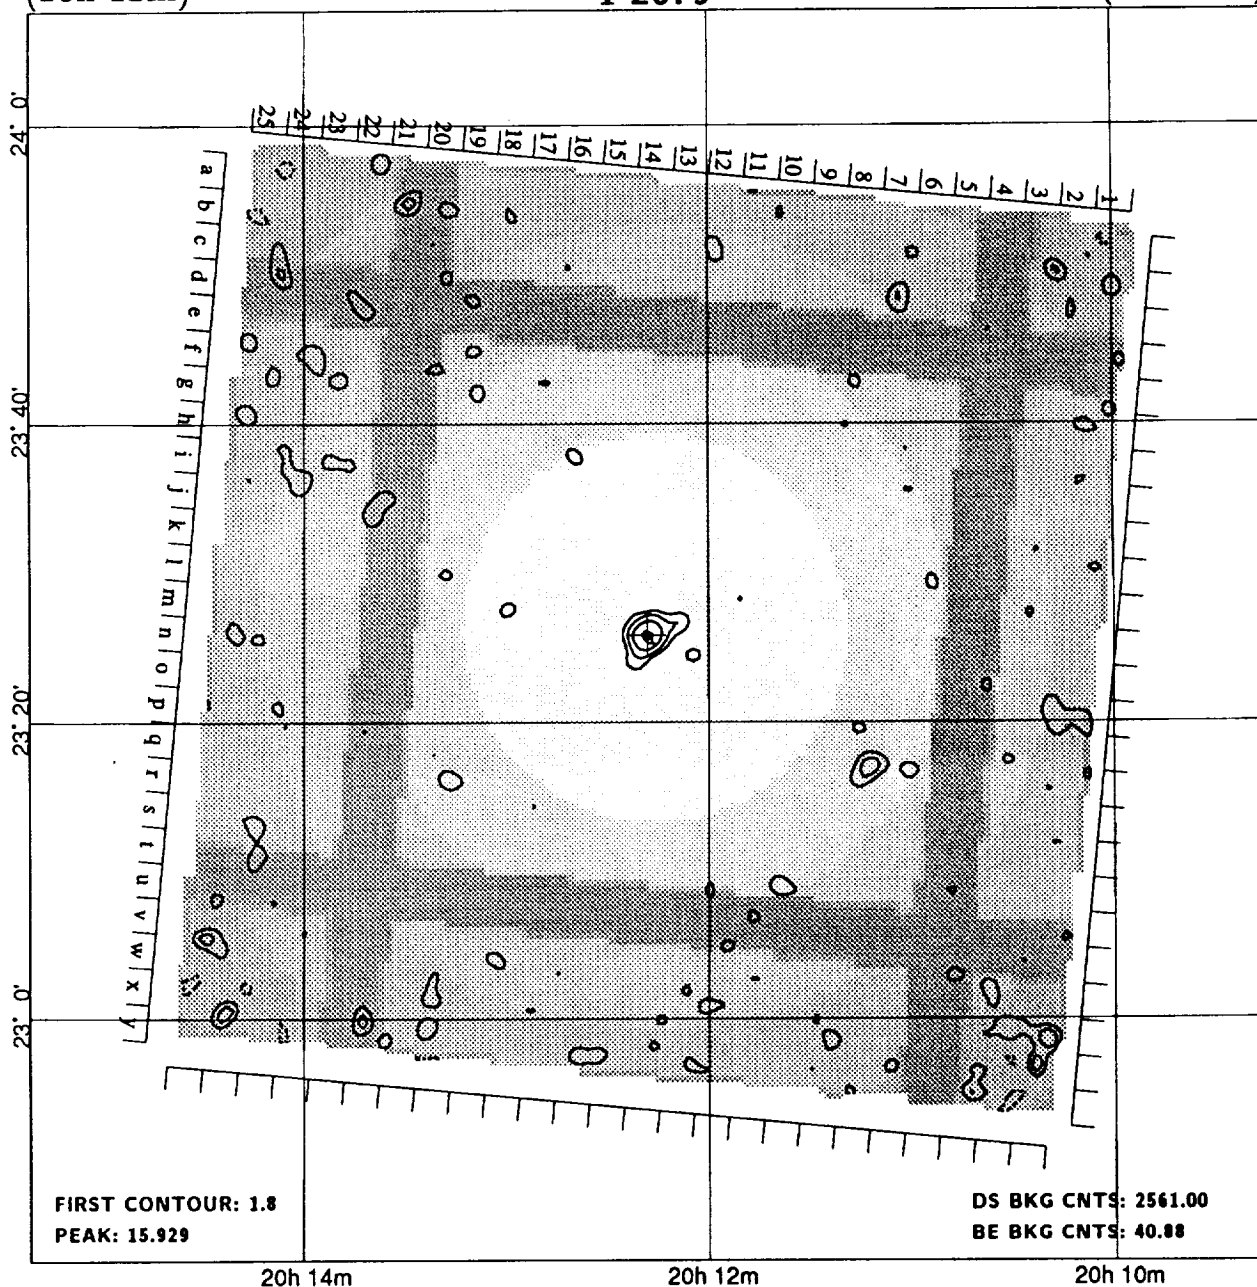 25 24 23 22 21 20 19 18 17 16 15 14 13 12 11 10 9 8 7 6 5 4 3 2 1
a b c d e f g h i j k l m n o p q r s t u v w x y
24° 0'
23° 40'
23° 20'
23° 0'
FIRST CONTOUR: 1.8
PEAK: 15.929
DS BKG CNTS: 2561.00
BE BKG CNTS: 40.88
20h 14m
20h 12m
20h 10m